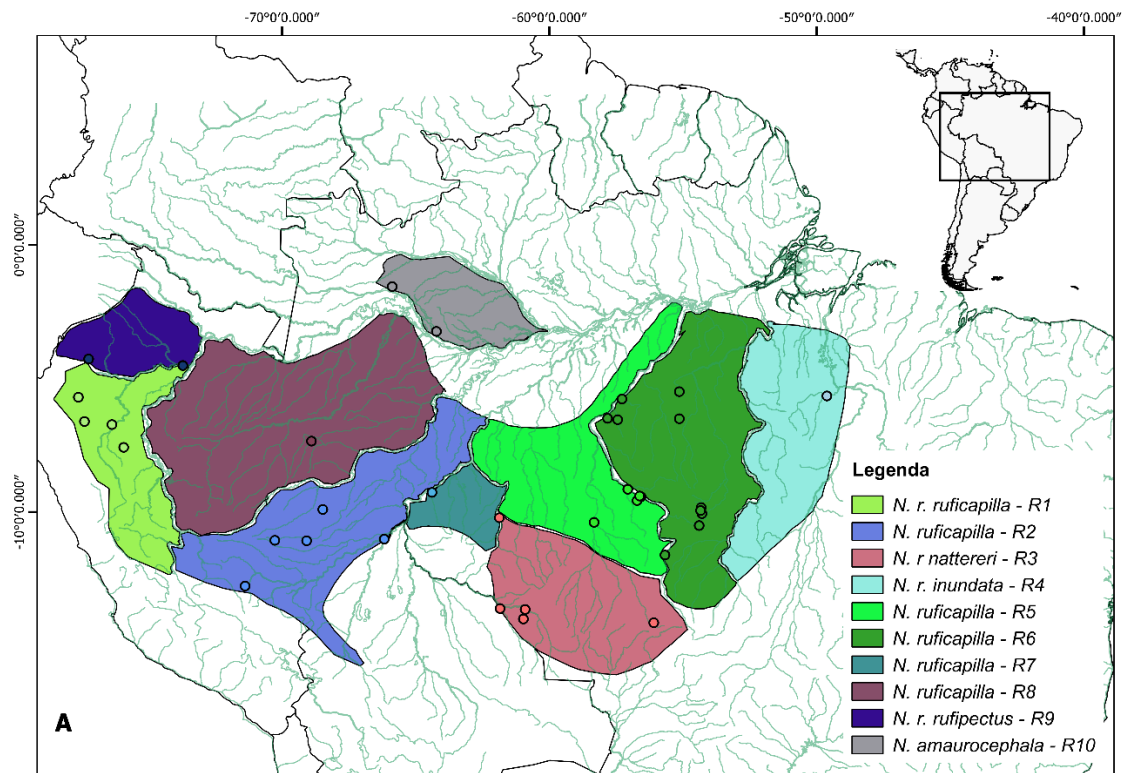 -70°0'0.000" -60°0'0.000" -50°0'0.000" -40°0'0.000"
0°0'0.000"
-10°0'0.000"
Legenda
N. r. ruficapilla - R1
N. ruficapilla - R2
N. r nattereri - R3
N. r. inundata - R4
N. ruficapilla - R5
N. ruficapilla - R6
N. ruficapilla - R7
N. ruficapilla - R8
N. r. rufipectus - R9
N. amaurocephala - R10
A